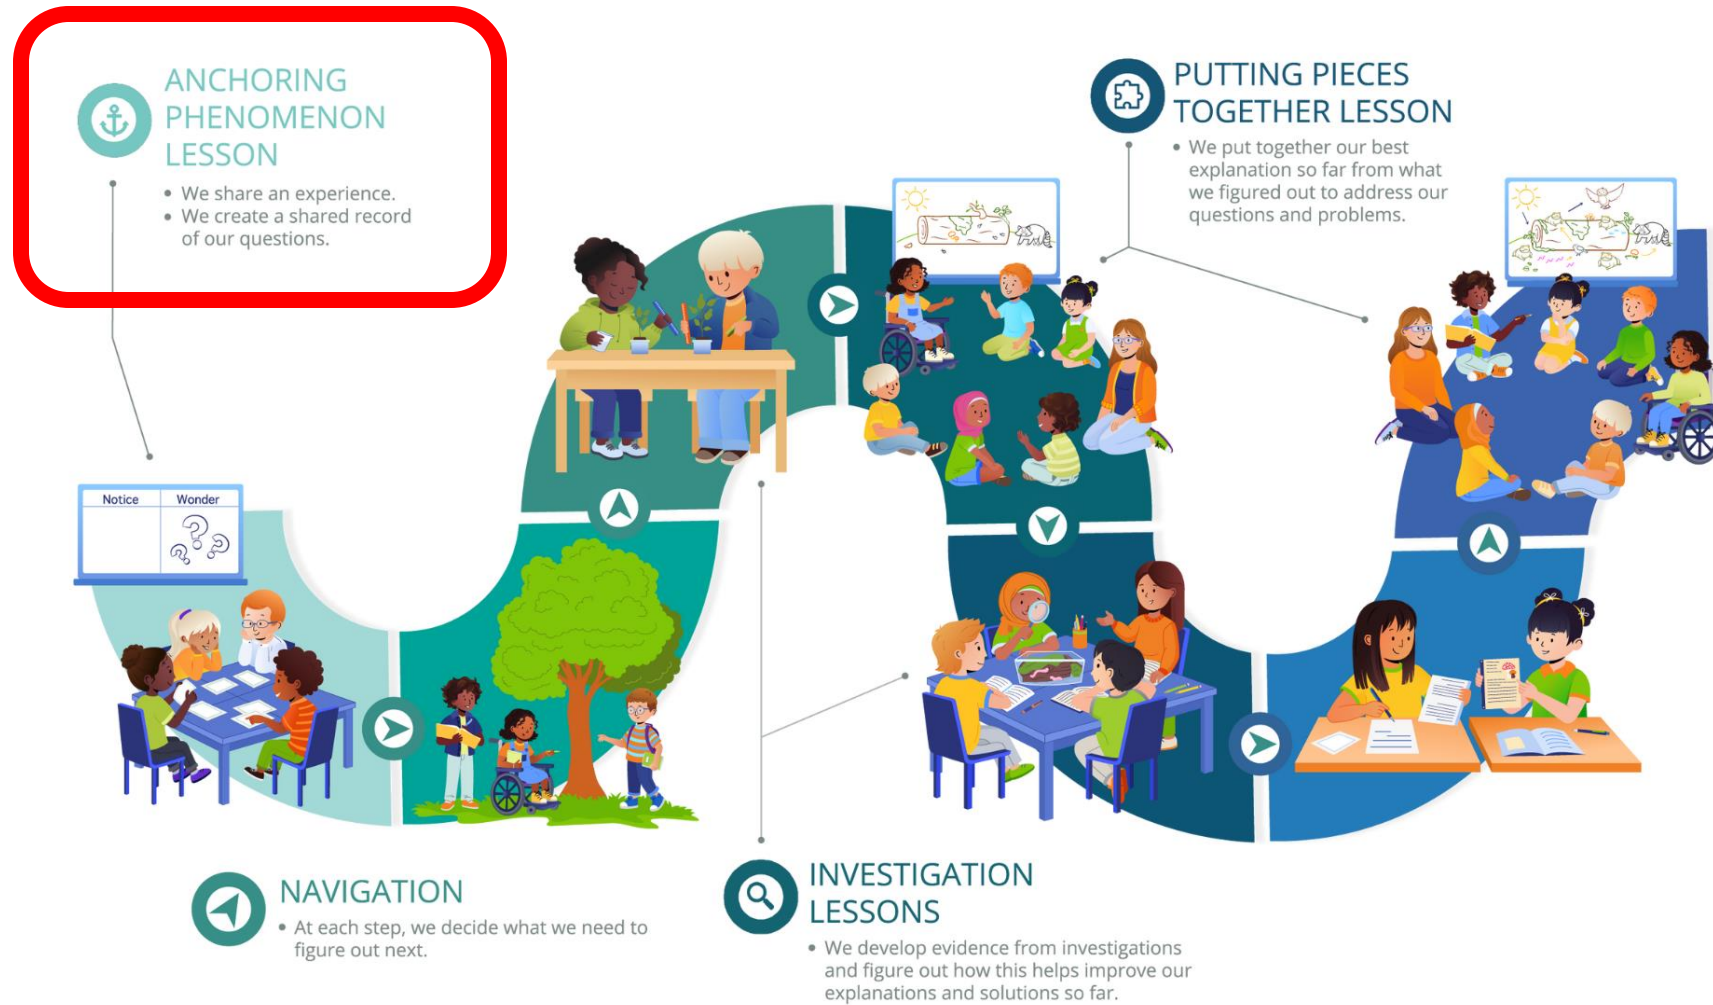 ANCHORING
PHENOMENON
LESSON
• We share an experience.
• We create a shared record
of our questions.
PUTTING PIECES
TOGETHER LESSON
• We put together our best
explanation so far from what
we figured out to address our
questions and problems.
Notice Wonder
???
NAVIGATION
• At each step, we decide what we need to
figure out next.
INVESTIGATION
LESSONS
• We develop evidence from investigations
and figure out how this helps improve our
explanations and solutions so far.